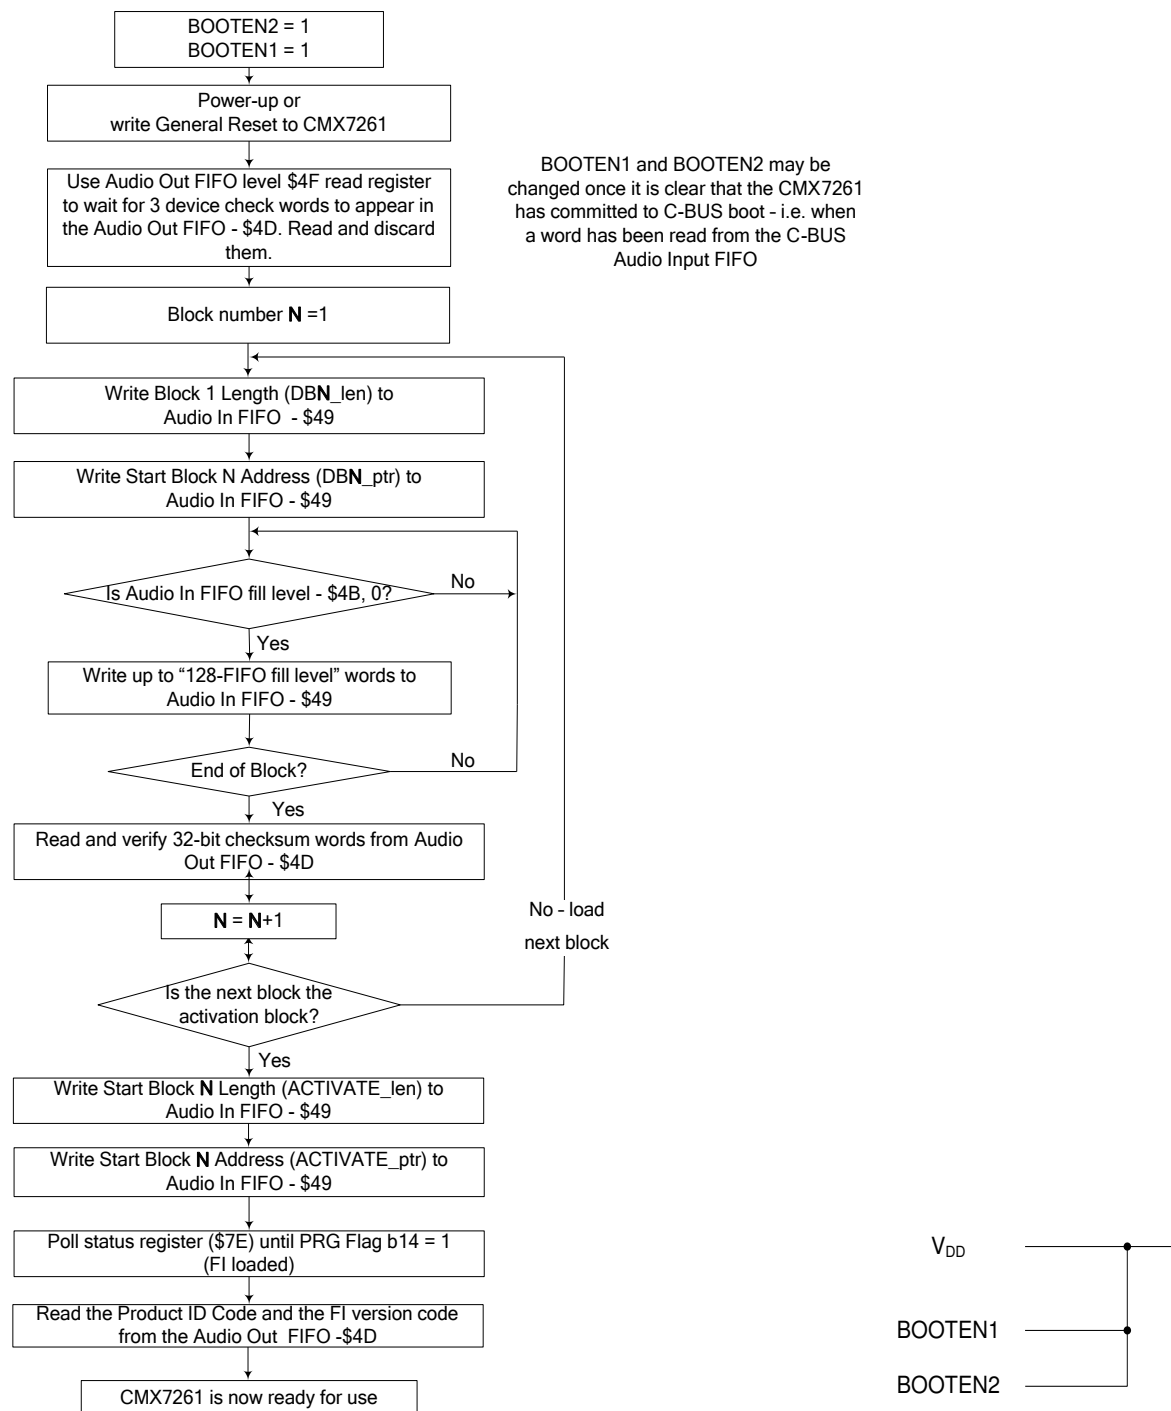 BOOTEN2 = 1
BOOTEN1 = 1
Power-up or
write General Reset to CMX7261
Use Audio Out FIFO level $4F read register
to wait for 3 device check words to appear in
the Audio Out FIFO - $4D. Read and discard
them.
BOOTEN1 and BOOTEN2 may be
changed once it is clear that the CMX7261
has committed to C-BUS boot – i.e. when
a word has been read from the C-BUS
Audio Input FIFO
Block number N =1
Write Block 1 Length (DBN_len) to
Audio In FIFO - $49
Write Start Block N Address (DBN_ptr) to
Audio In FIFO - $49
Is Audio In FIFO fill level - $4B, 0?
No
Yes
Write up to “128-FIFO fill level” words to
Audio In FIFO - $49
End of Block?
No
Yes
Read and verify 32-bit checksum words from Audio
Out FIFO - $4D
N = N+1
No – load
next block
Is the next block the
activation block?
Yes
Write Start Block N Length (ACTIVATE_len) to
Audio In FIFO - $49
Write Start Block N Address (ACTIVATE_ptr) to
Audio In FIFO - $49
Poll status register ($7E) until PRG Flag b14 = 1
(FI loaded)
Read the Product ID Code and the FI version code
from the Audio Out FIFO -$4D
CMX7261 is now ready for use
VDD
BOOTEN1
BOOTEN2